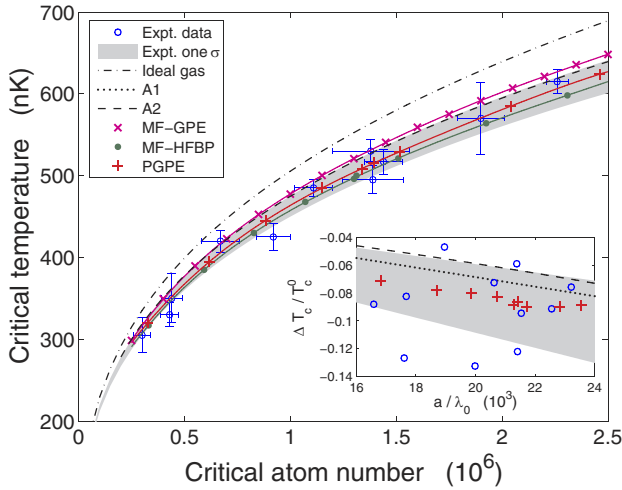 700
600
500
400
300
200
Critical temperature (nK)
Expt. data
Expt. one σ
Ideal gas
A1
A2
MF−GPE
MF−HFBP
PGPE
−0.04
−0.06
−0.08
−0.1
−0.12
−0.14
Δ T_c / T_c^0
16 18 20 22 24
a / λ_0 (10^3)
0 0.5 1 1.5 2 2.5
Critical atom number (10^6)